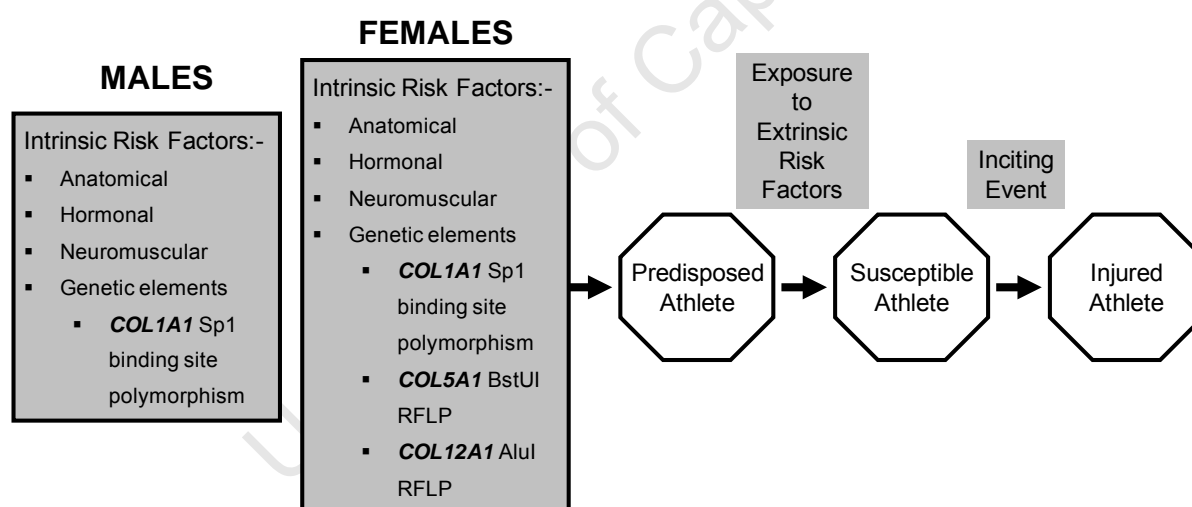 MALES
Intrinsic Risk Factors:-
▪ Anatomical
▪ Hormonal
▪ Neuromuscular
▪ Genetic elements
▪ COL1A1 Sp1
binding site
polymorphism
FEMALES
Intrinsic Risk Factors:-
▪ Anatomical
▪ Hormonal
▪ Neuromuscular
▪ Genetic elements
▪ COL1A1 Sp1
binding site
polymorphism
▪ COL5A1 BstUI
RFLP
▪ COL12A1 AluI
RFLP
Predisposed
Athlete
Exposure
to
Extrinsic
Risk
Factors
Susceptible
Athlete
Inciting
Event
Injured
Athlete
of